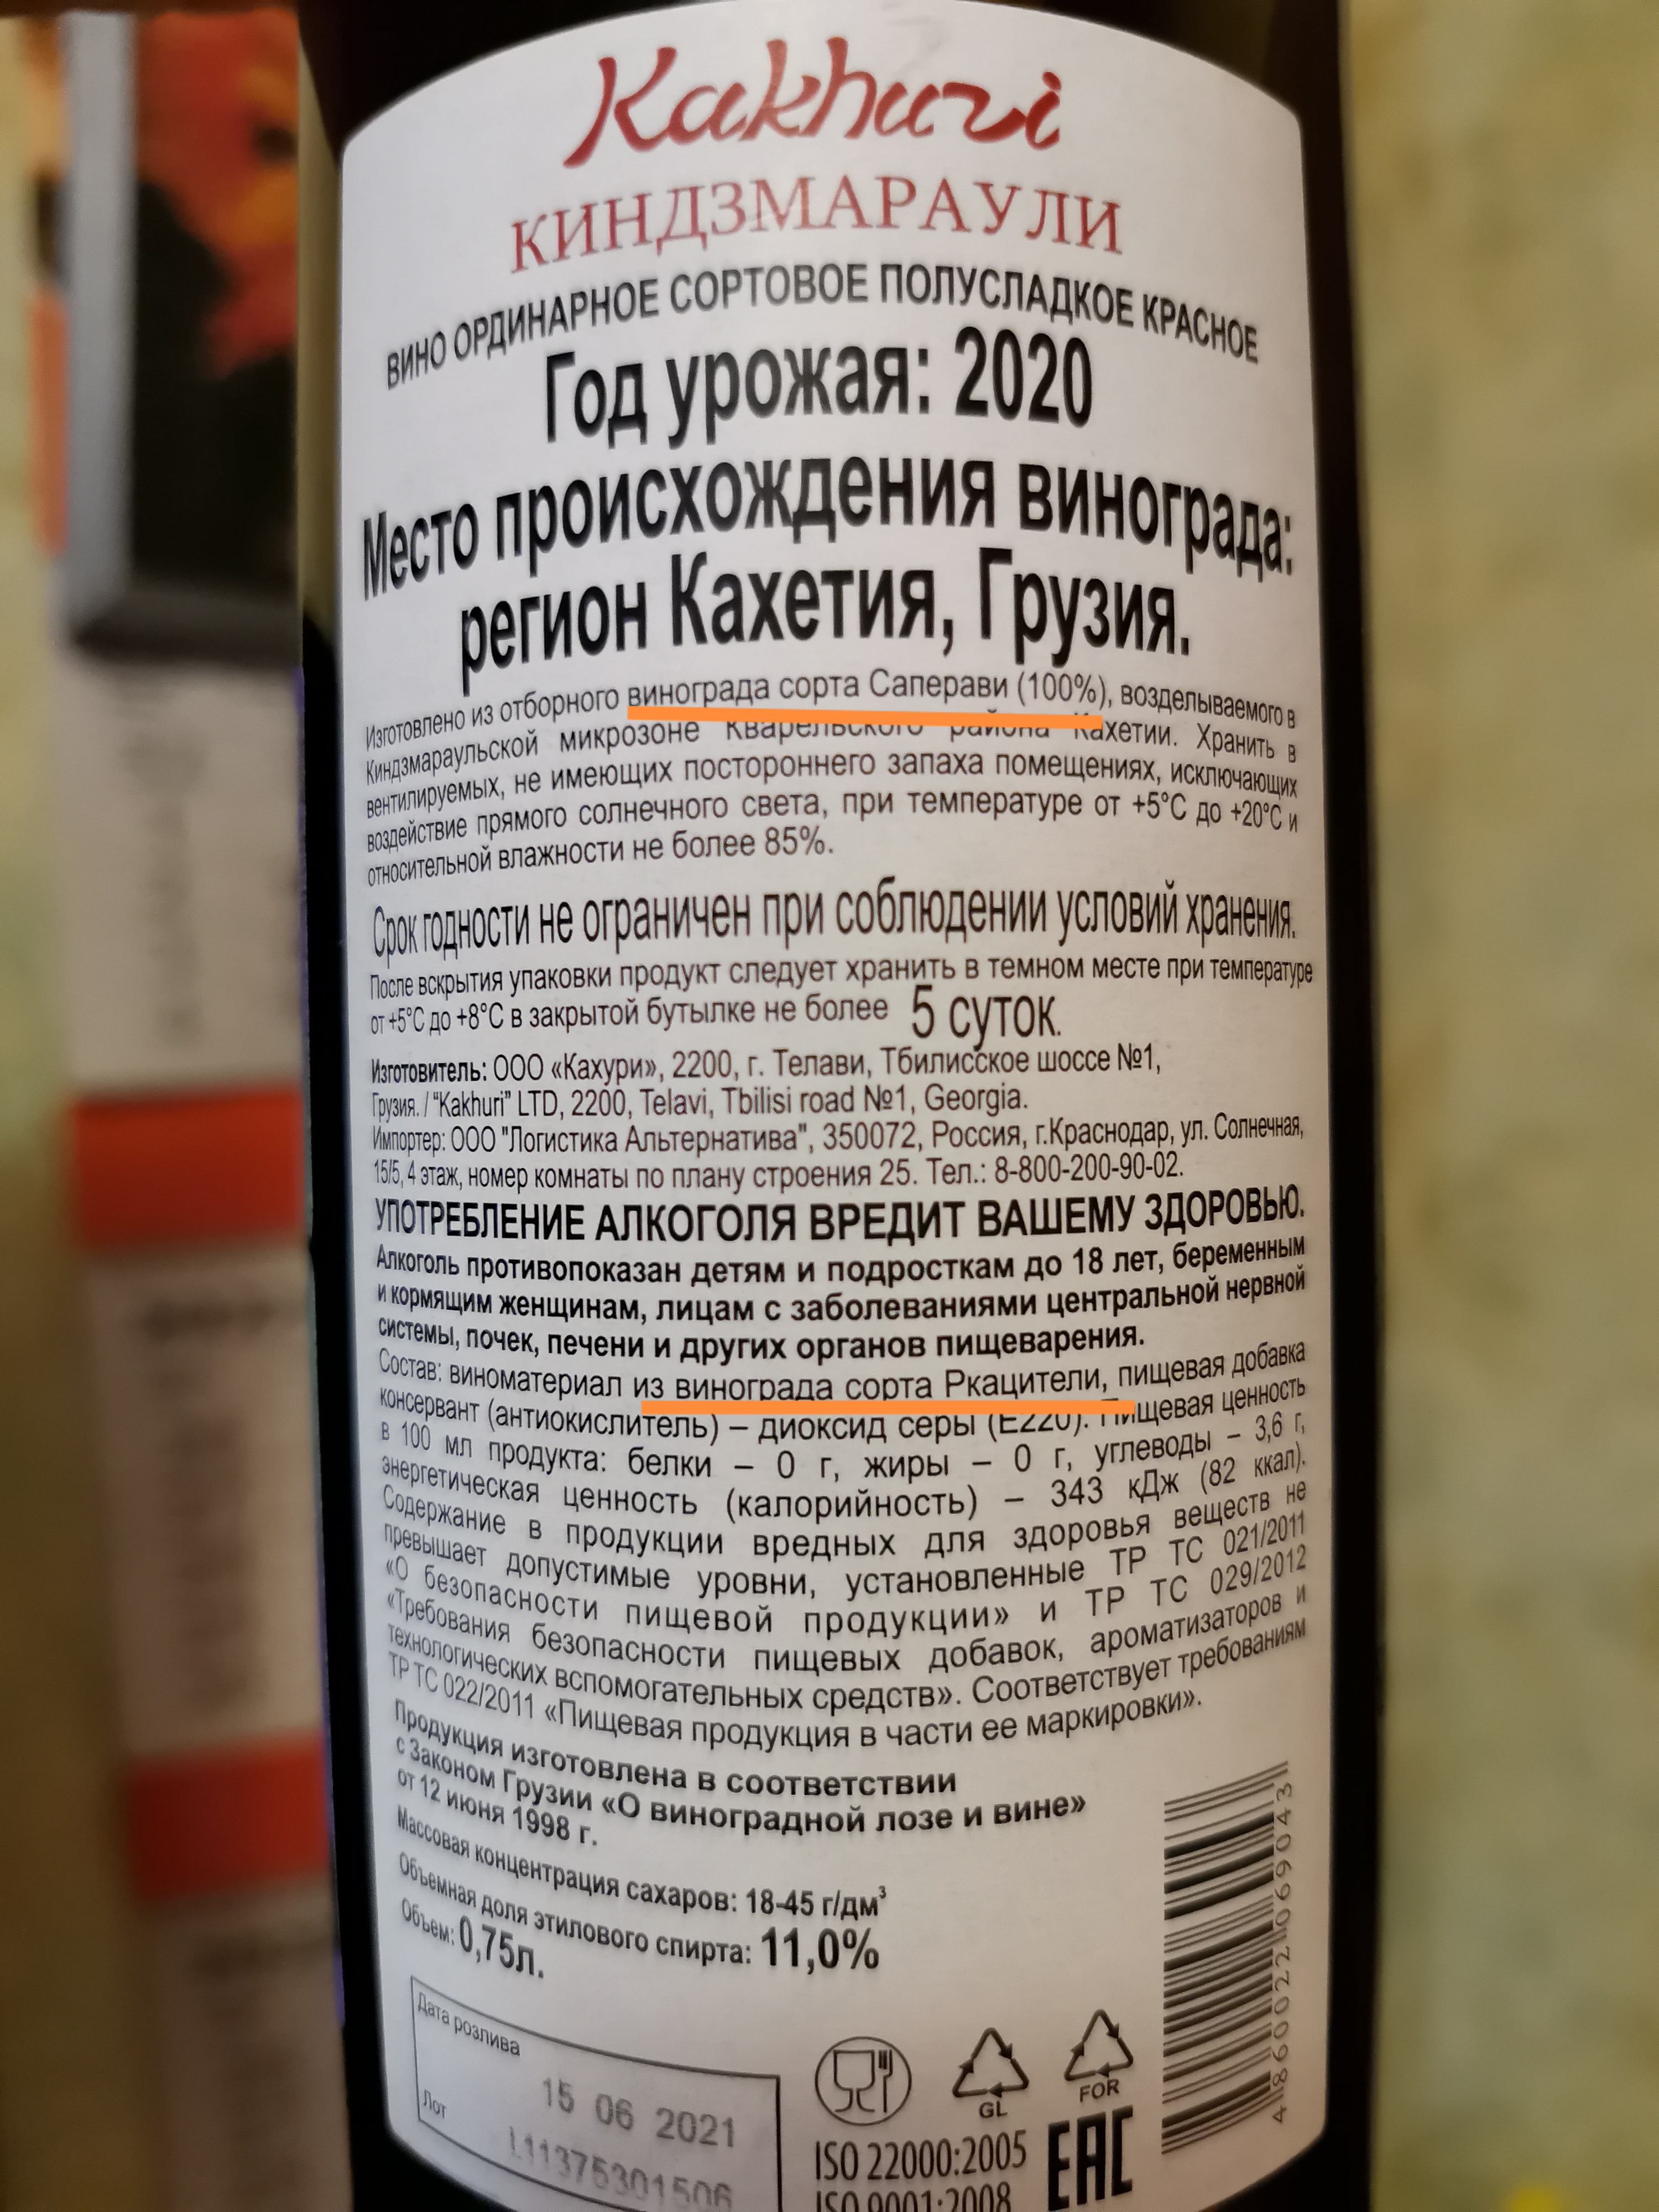 Kakhuri
КИНДЗМАРАУЛИ
ВИНО ОРДИНАРНОЕ СОРТОВОЕ ПОЛУСЛАДКОЕ КРАСНОЕ
Год урожая: 2020
Место происхождения винограда:
регион Кахетия, Грузия.
Изготовлено из отборного винограда сорта Саперави (100%), возделываемого в
Киндзмараульской микрозоне Кварельского района Кахетии. Хранить в
вентилируемых, не имеющих постороннего запаха помещениях, исключающих
воздействие прямого солнечного света, при температуре от +5°С до +20°С и
относительной влажности не более 85%.
Срок годности не ограничен при соблюдении условий хранения.
После вскрытия упаковки продукт следует хранить в темном месте при температуре
от +5°С до +8°С в закрытой бутылке не более 5 суток.
Изготовитель: ООО «Кахури», 2200, г. Телави, Тбилисское шоссе №1,
Грузия. / "Kakhuri" LTD, 2200, Telavi, Tbilisi road №1, Georgia.
Импортер: ООО "Логистика Альтернатива", 350072, Россия, г.Краснодар, ул. Солнечная,
15/5, 4 этаж, номер комнаты по плану строения 25. Тел.: 8-800-200-90-02.
УПОТРЕБЛЕНИЕ АЛКОГОЛЯ ВРЕДИТ ВАШЕМУ ЗДОРОВЬЮ.
Алкоголь противопоказан детям и подросткам до 18 лет, беременным
и кормящим женщинам, лицам с заболеваниями центральной нервной
системы, почек, печени и других органов пищеварения.
Состав: виноматериал из винограда сорта Ркацители, пищевая добавка
консервант (антиокислитель) – диоксид серы (Е220). Пищевая ценность
в 100 мл продукта: белки – 0 г, жиры – 0 г, углеводы – 3,6 г,
энергетическая ценность (калорийность) – 343 кДж (82 ккал).
Содержание в продукции вредных для здоровья веществ не
превышает допустимые уровни, установленные ТР ТС 021/2011
«О безопасности пищевой продукции» и ТР ТС 029/2012
«Требования безопасности пищевых добавок, ароматизаторов и
технологических вспомогательных средств». Соответствует требованиям
ТР ТС 022/2011 «Пищевая продукция в части ее маркировки».
Продукция изготовлена в соответствии
с Законом Грузии «О виноградной лозе и вине»
от 12 июня 1998 г.
Массовая концентрация сахаров: 18-45 г/дм³
Объемная доля этилового спирта: 11,0%
Объем: 0,75л.
Дата розлива
15 06 2021
Лот
L11375301506
GL
FOR
ISO 22000:2005
ISO 9001:2008
EAC
4860022069043